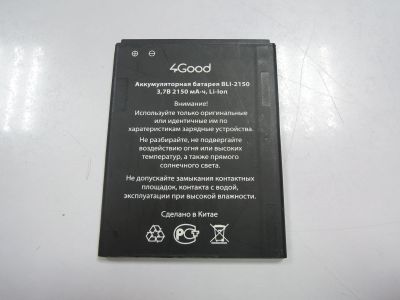 4Good
Аккумуляторная батарея BLI-2150
3,7В 2150 мА-ч, Li-Ion
Внимание!
Используйте только оригинальные
или идентичные им по
характеристикам зарядные устройства.
Не разбирайте, не подвергайте
воздействию огня или высоких
температур, а также прямого
солнечного света.
Не допускайте замыкания контактных
площадок, контакта с водой,
эксплуатации при высокой влажности.
Сделано в Китае